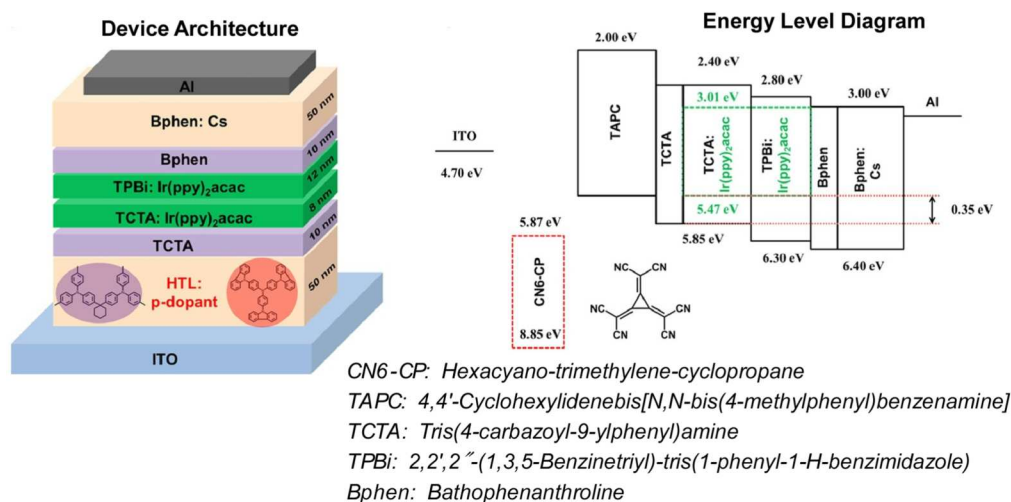 Device Architecture
Al
Bphen: Cs
50 nm
Bphen
10 nm
TPBi: Ir(ppy)₂acac
12 nm
TCTA: Ir(ppy)₂acac
8 nm
TCTA
10 nm
HTL:
p-dopant
50 nm
ITO
Energy Level Diagram
ITO
4.70 eV
5.87 eV
CN6-CP
8.85 eV
2.00 eV
TAPC
TCTA
2.40 eV
3.01 eV
TCTA:
Ir(ppy)₂acac
5.47 eV
5.85 eV
2.80 eV
TPBi:
Ir(ppy)₂acac
6.30 eV
Bphen
3.00 eV
Bphen:
Cs
6.40 eV
Al
0.35 eV
NC CN
NC
NC
CN
CN
CN6-CP: Hexacyano-trimethylene-cyclopropane
TAPC: 4,4'-Cyclohexylidenebis[N,N-bis(4-methylphenyl)benzenamine]
TCTA: Tris(4-carbazoyl-9-ylphenyl)amine
TPBi: 2,2',2˝-(1,3,5-Benzinetriyl)-tris(1-phenyl-1-H-benzimidazole)
Bphen: Bathophenanthroline